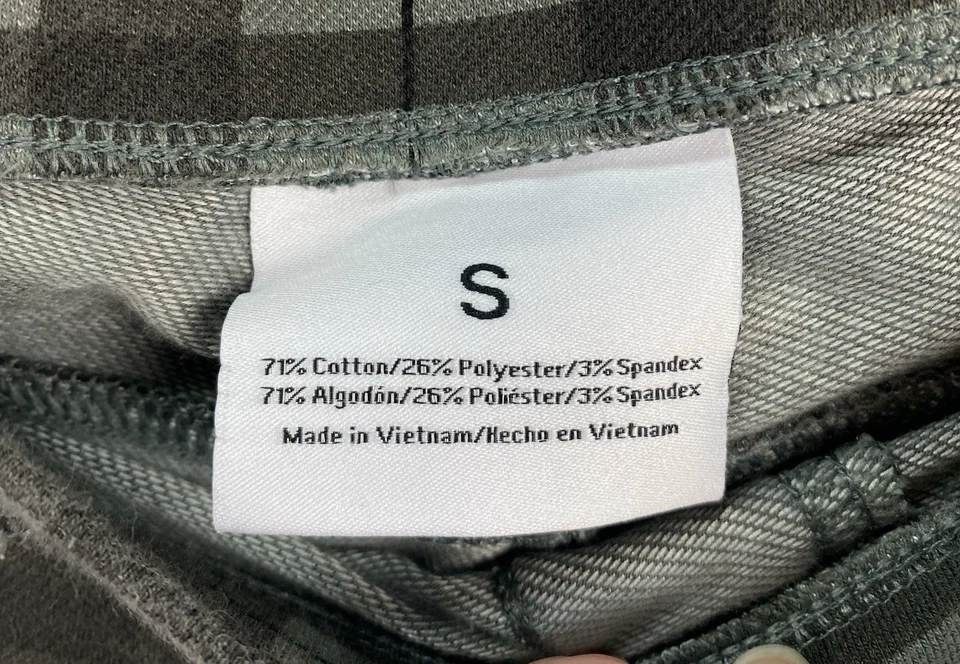 S
71% Cotton/26% Polyester/3% Spandex
71% Algodón/26% Poliéster/3% Spandex
Made in Vietnam/Hecho en Vietnam